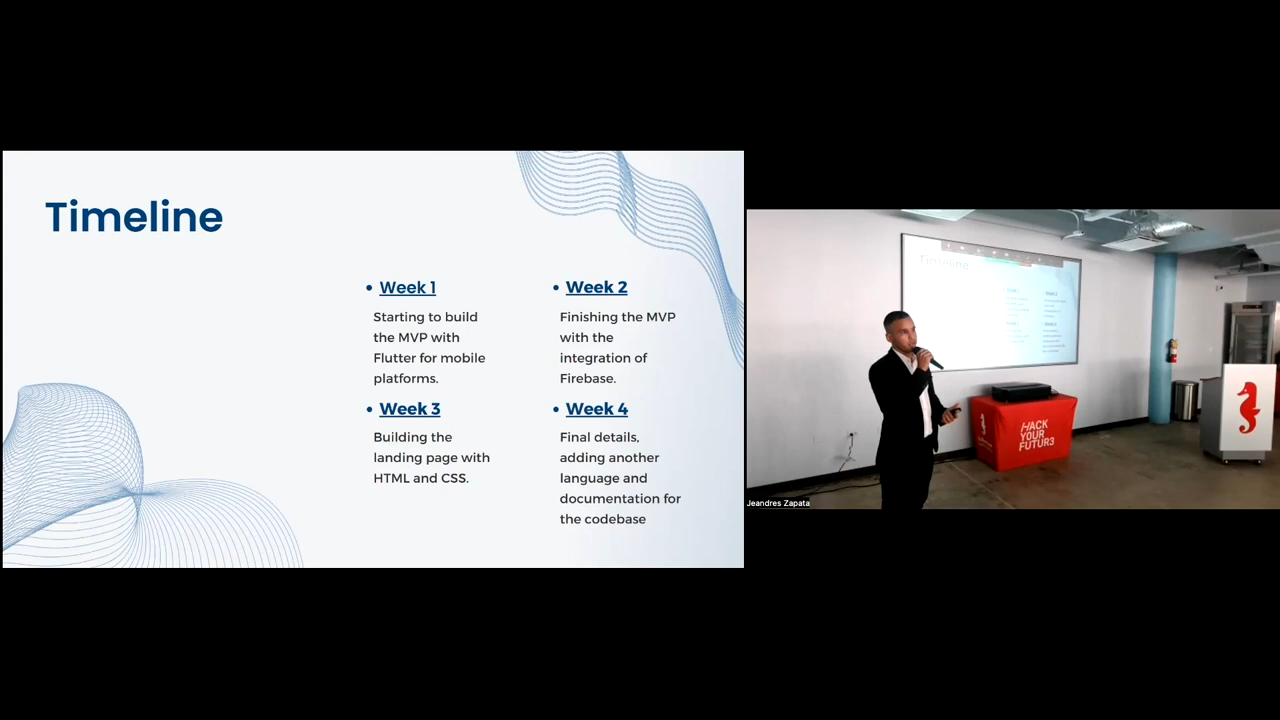 Timeline
Week 1
Starting to build
the MVP with
Flutter for mobile
platforms.
Week 2
Finishing the MVP
with the
integration of
Firebase.
Week 3
Building the
landing page with
HTML and CSS.
Week 4
Final details,
adding another
language and
documentation for
the codebase
Timeline
HACK
YOUR
FUTUR3
Jeandres Zapata